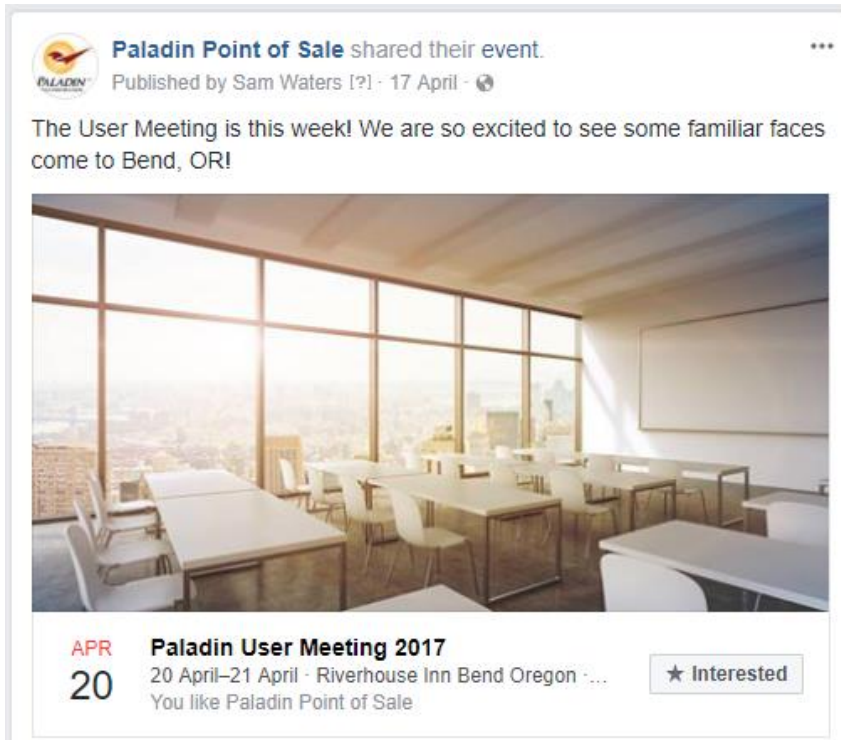 Paladin Point of Sale shared their event.
PALADIN
Published by Sam Waters [?] · 17 April ·
The User Meeting is this week! We are so excited to see some familiar faces
come to Bend, OR!
APR
20
Paladin User Meeting 2017
20 April–21 April · Riverhouse Inn Bend Oregon ·...
You like Paladin Point of Sale
★ Interested